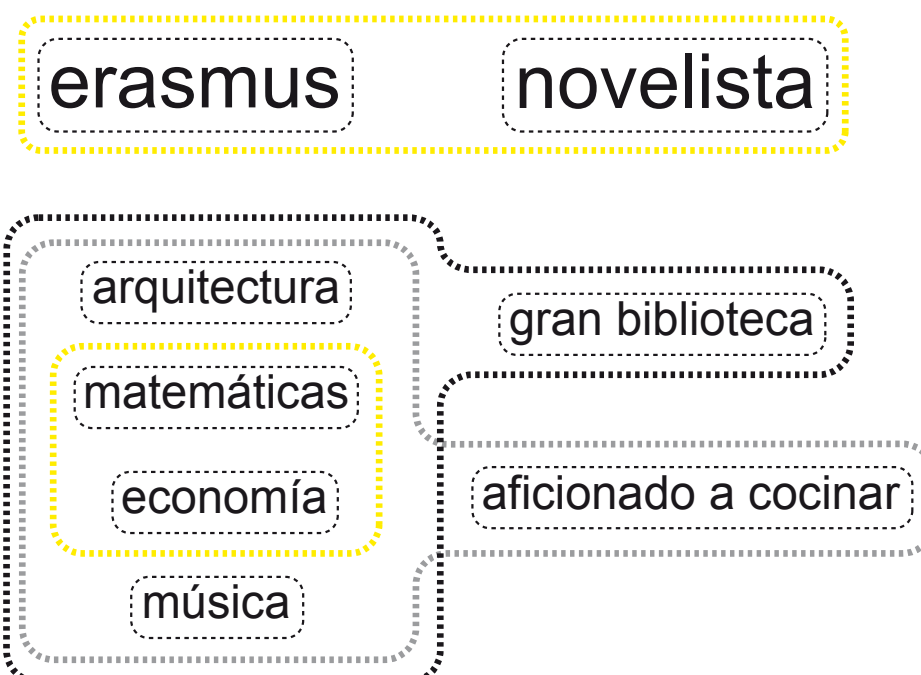 erasmus novelista
arquitectura
gran biblioteca
matemáticas
economía
aficionado a cocinar
música